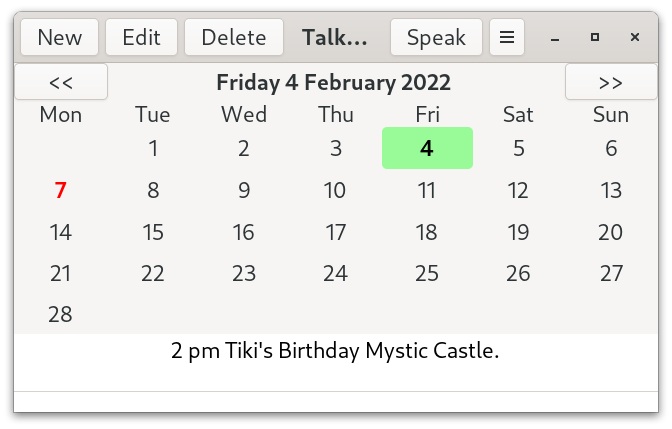 New Edit Delete Talk... Speak
<< Friday 4 February 2022 >>
Mon Tue Wed Thu Fri Sat Sun
1 2 3 4 5 6
7 8 9 10 11 12 13
14 15 16 17 18 19 20
21 22 23 24 25 26 27
28
2 pm Tiki's Birthday Mystic Castle.